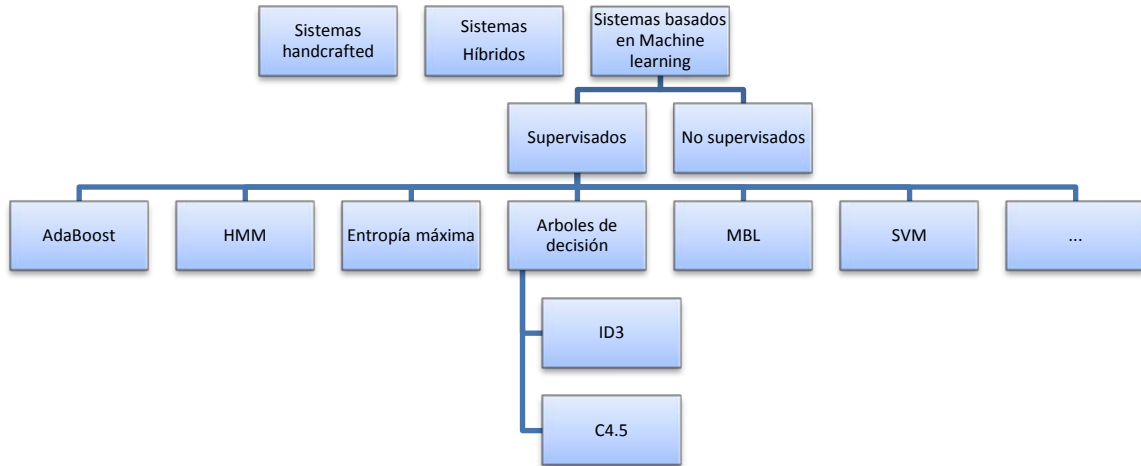 Sistemas
handcrafted
Sistemas
Híbridos
Sistemas basados
en Machine
learning
Supervisados
No supervisados
AdaBoost
HMM
Entropía máxima
Arboles de
decisión
MBL
SVM
...
ID3
C4.5